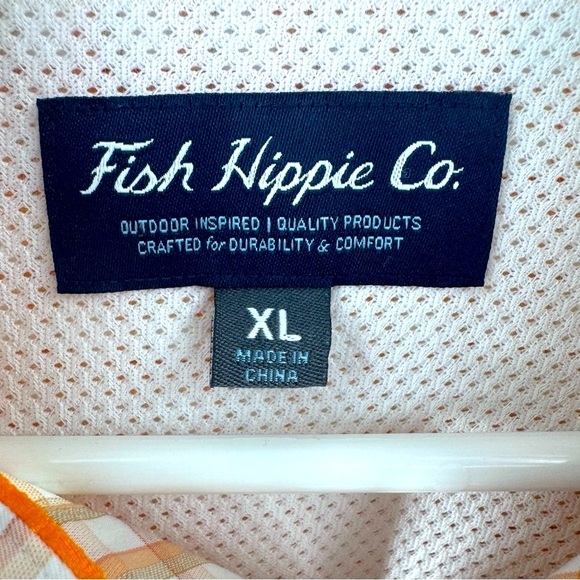 Fish Hippie Co.
OUTDOOR INSPIRED | QUALITY PRODUCTS
CRAFTED for DURABILITY & COMFORT
XL
MADE IN
CHINA